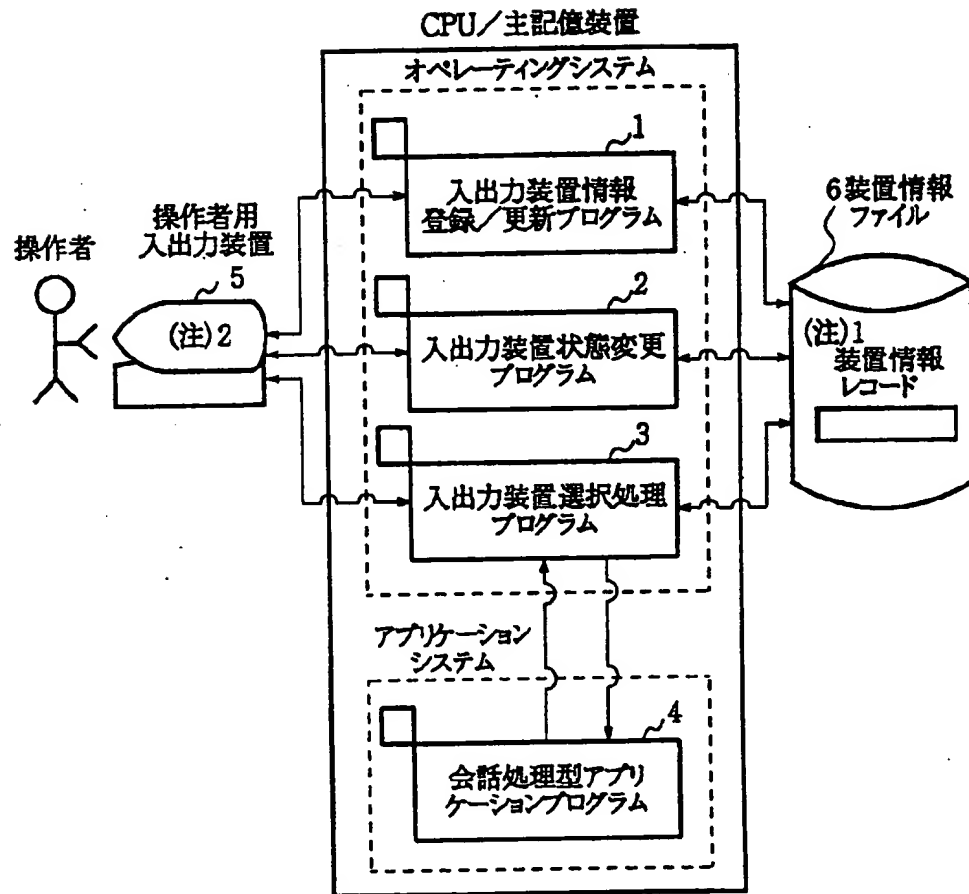 CPU／主記憶装置
オペレーティングシステム
1
入出力装置情報
登録／更新プログラム
6装置情報
ファイル
操作者用
入出力装置
操作者
5
(注)2
2
入出力装置状態変更
プログラム
(注)1
装置情報
レコード
3
入出力装置選択処理
プログラム
アプリケーション
システム
4
会話処理型アプリ
ケーションプログラム